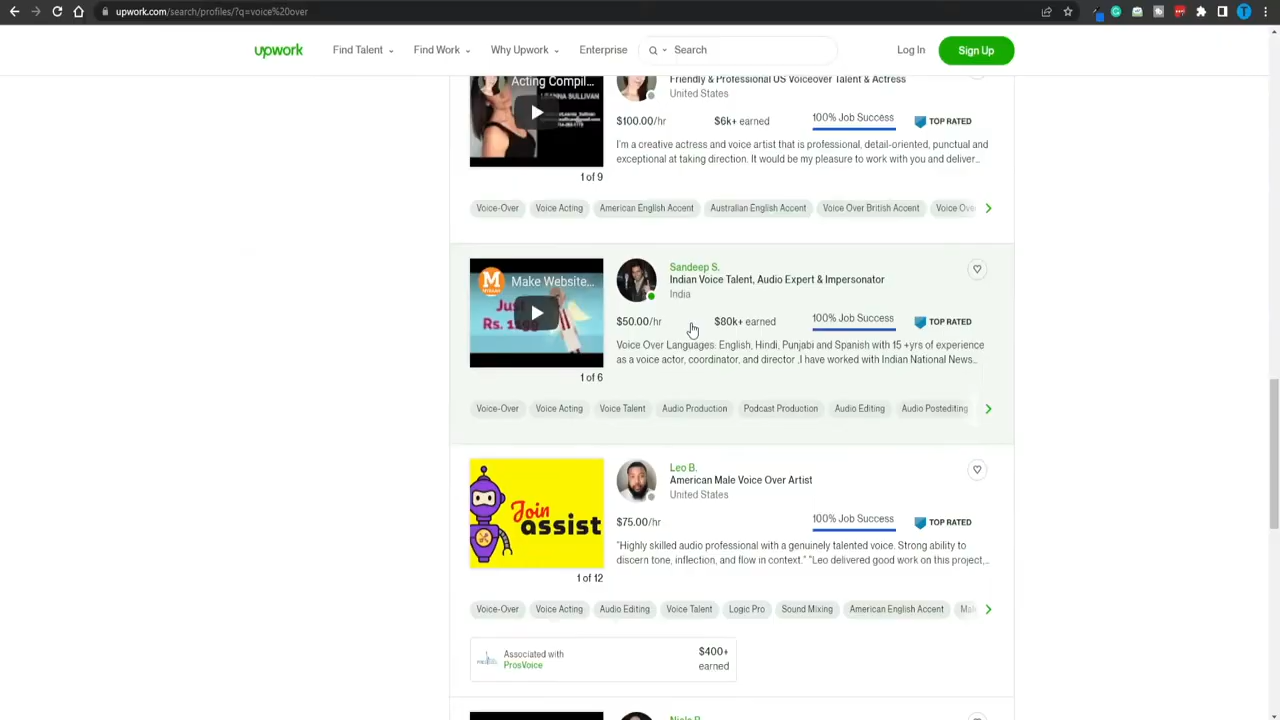 upwork.com/search/profiles/?q=voice%20over
upwork
Find Talent
Find Work
Why Upwork
Enterprise
Search
Log In
Sign Up
Acting Compil...
LEANNA SULLIVAN
Friendly & Professional US Voiceover Talent & Actress
United States
$100.00/hr $6k+ earned 100% Job Success TOP RATED
I'm a creative actress and voice artist that is professional, detail-oriented, punctual and
exceptional at taking direction. It would be my pleasure to work with you and deliver...
1 of 9
Voice-Over Voice Acting American English Accent Australian English Accent Voice Over British Accent Voice Ove
Make Website...
Just
Rs.
Sandeep S.
Indian Voice Talent, Audio Expert & Impersonator
India
$50.00/hr $80k+ earned 100% Job Success TOP RATED
Voice Over Languages: English, Hindi, Punjabi and Spanish with 15 +yrs of experience
as a voice actor, coordinator, and director ,I have worked with Indian National News...
1 of 6
Voice-Over Voice Acting Voice Talent Audio Production Podcast Production Audio Editing Audio Postediting
Join
assist
Leo B.
American Male Voice Over Artist
United States
$75.00/hr 100% Job Success TOP RATED
"Highly skilled audio professional with a genuinely talented voice. Strong ability to
discern tone, inflection, and flow in context." "Leo delivered good work on this project,...
1 of 12
Voice-Over Voice Acting Audio Editing Voice Talent Logic Pro Sound Mixing American English Accent Mal
Associated with
ProsVoice
$400+
earned